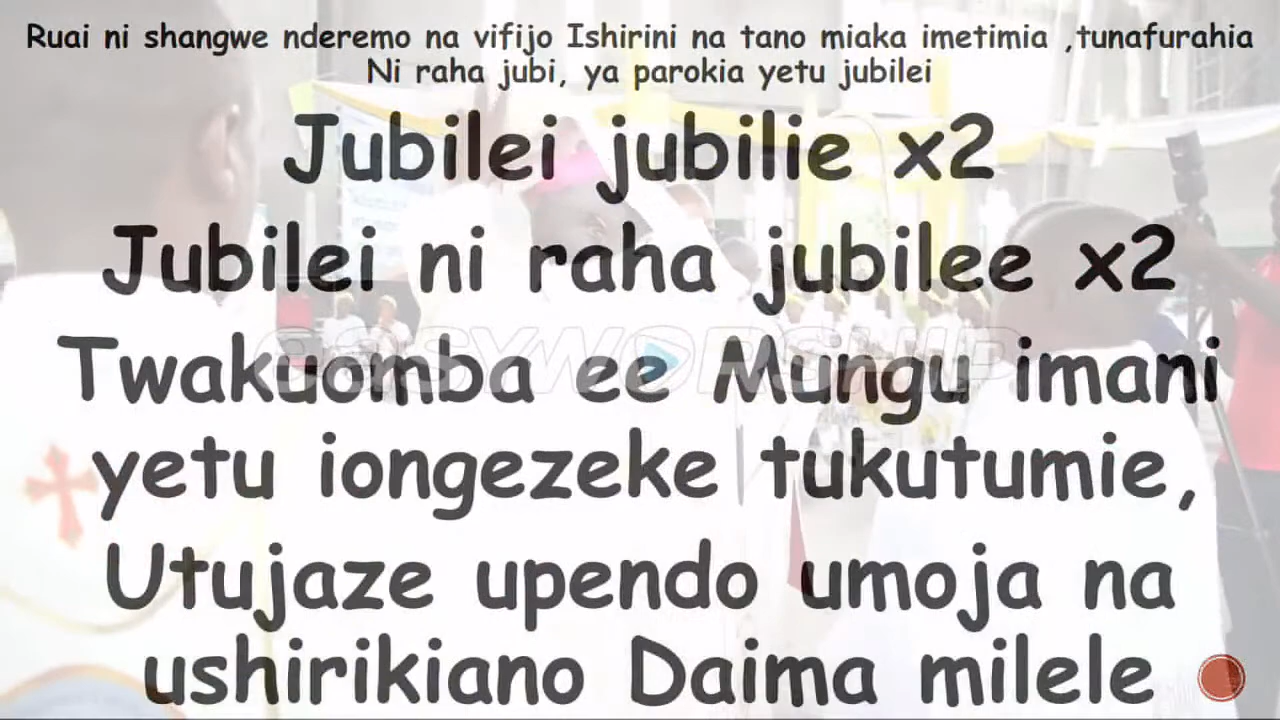 Ruai ni shangwe nderemo na vifijo Ishirini na tano miaka imetimia ,tunafurahia
Ni raha jubi, ya parokia yetu jubilei
Jubilei jubilie x2
Jubilei ni raha jubilee x2
easyworship
Twakuomba ee Mungu imani
yetu iongezeke tukutumie,
Utujaze upendo umoja na
ushirikiano Daima milele